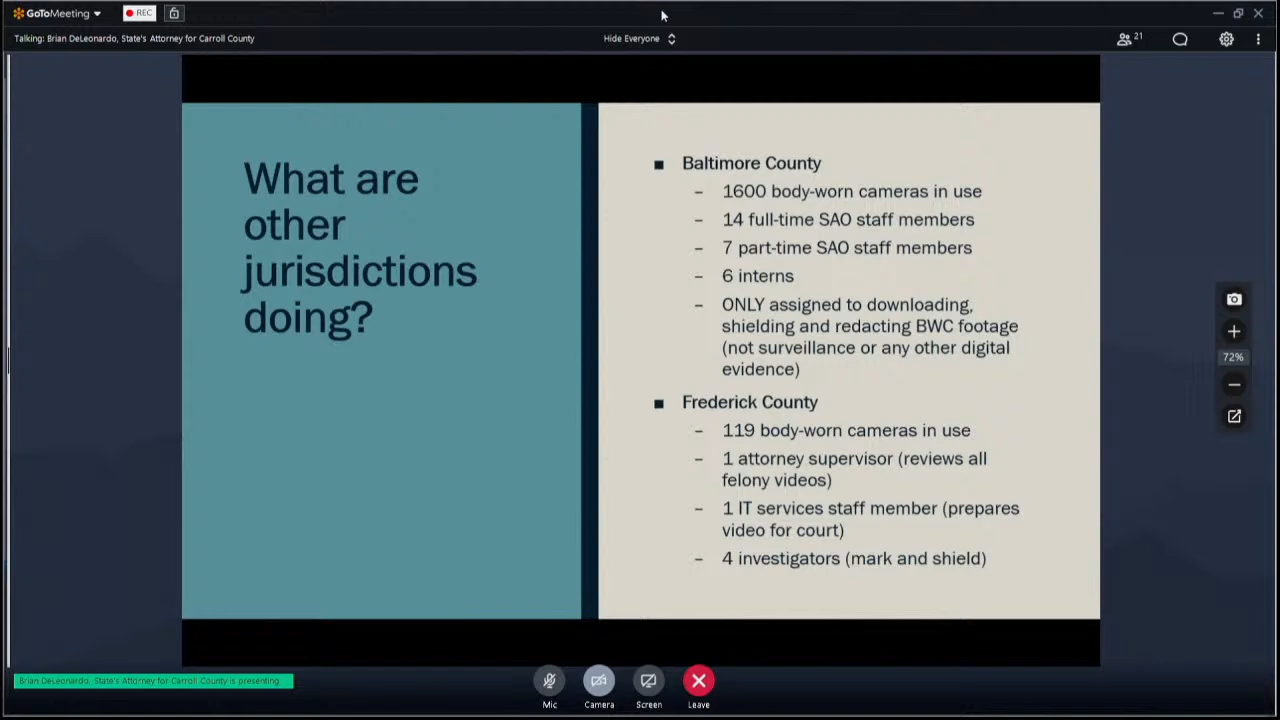 GoToMeeting
REC
Talking: Brian DeLeonardo, State's Attorney for Carroll County
Hide Everyone
21
What are
other
jurisdictions
doing?
■ Baltimore County
– 1600 body-worn cameras in use
– 14 full-time SAO staff members
– 7 part-time SAO staff members
– 6 interns
– ONLY assigned to downloading,
shielding and redacting BWC footage
(not surveillance or any other digital
evidence)
■ Frederick County
– 119 body-worn cameras in use
– 1 attorney supervisor (reviews all
felony videos)
– 1 IT services staff member (prepares
video for court)
– 4 investigators (mark and shield)
72%
Brian DeLeonardo, State's Attorney for Carroll County is presenting.
Mic
Camera
Screen
Leave